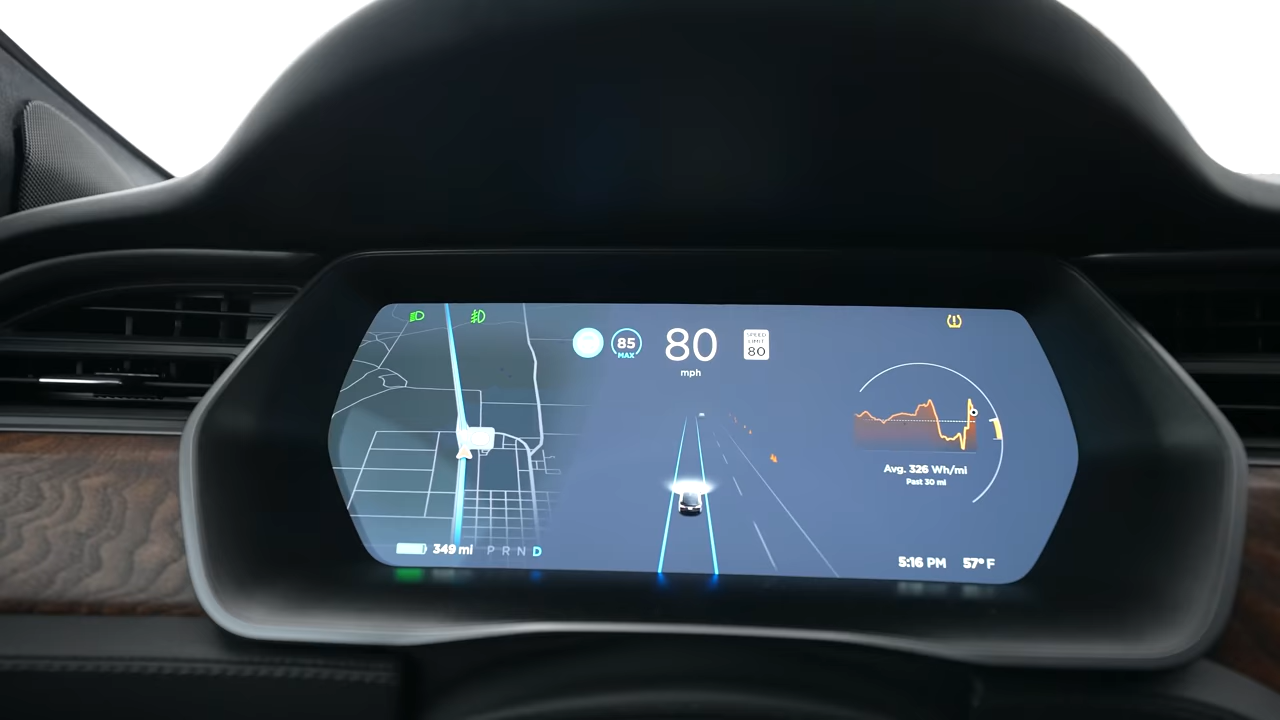 85
MAX
80
mph
SPEED
LIMIT
80
Avg. 326 Wh/mi
Past 30 mi
349 mi
P R N D
5:16 PM 57° F